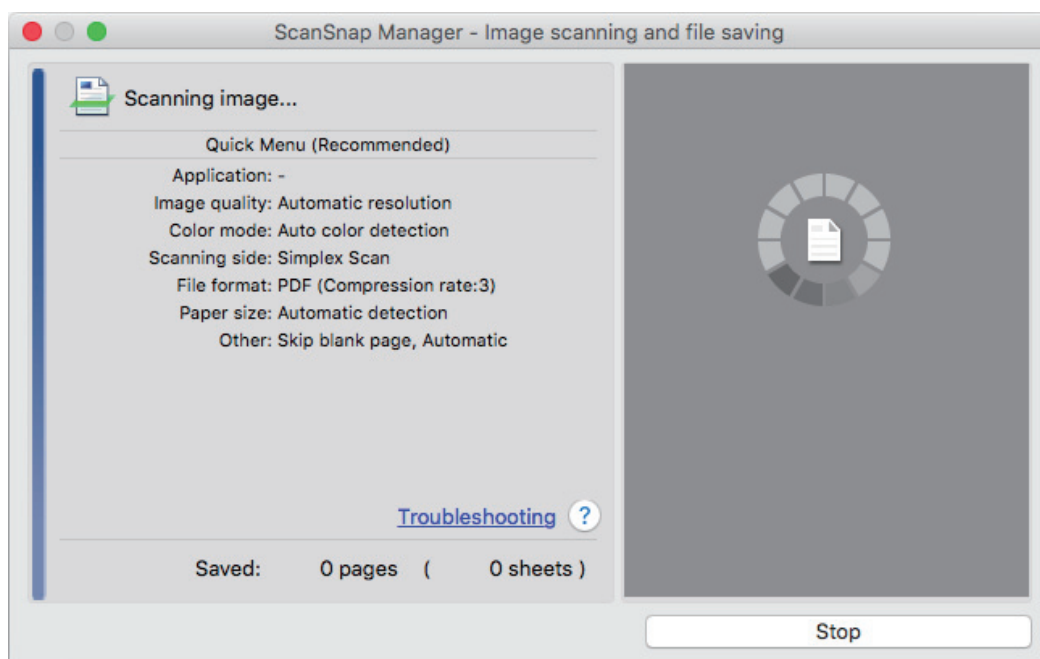 ScanSnap Manager - Image scanning and file saving
Scanning image...
Quick Menu (Recommended)
Application: -
Image quality: Automatic resolution
Color mode: Auto color detection
Scanning side: Simplex Scan
File format: PDF (Compression rate:3)
Paper size: Automatic detection
Other: Skip blank page, Automatic
Troubleshooting ?
Saved: 0 pages ( 0 sheets )
Stop